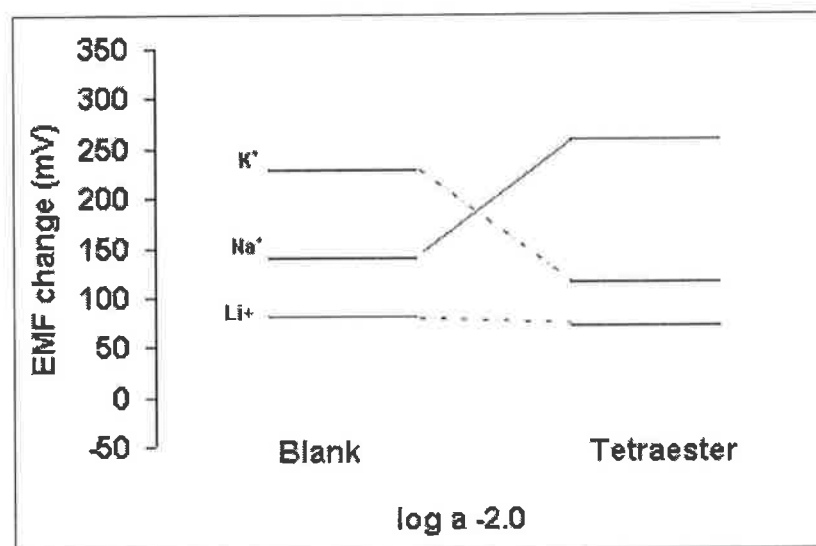 350
300
250
200
150
100
50
0
-50
EMF change (mV)
K⁺
Na⁺
Li+
Blank
Tetraester
log a -2.0